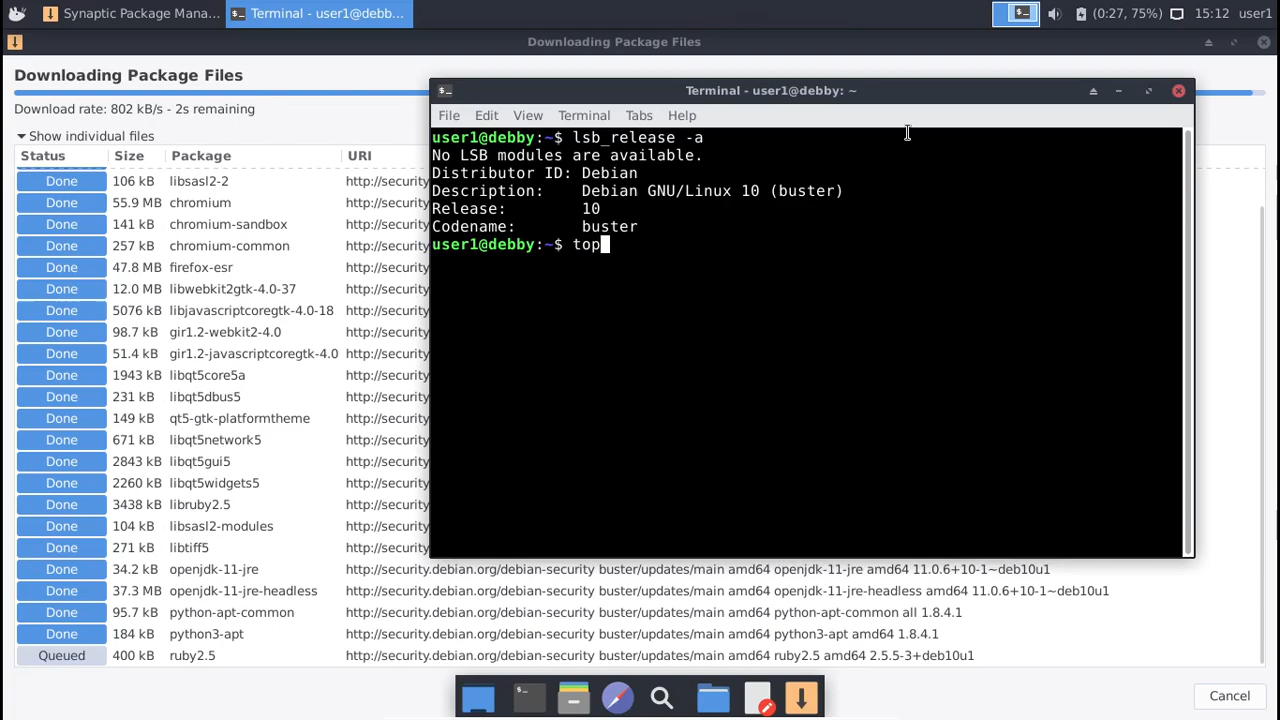 Synaptic Package Mana...
Terminal - user1@debb...
(0:27, 75%)
15:12
user1
Downloading Package Files
Downloading Package Files
Download rate: 802 kB/s - 2s remaining
Show individual files
Status Size Package URI
Done 106 kB libsasl2-2 http://security
Done 55.9 MB chromium http://security
Done 141 kB chromium-sandbox http://security
Done 257 kB chromium-common http://security
Done 47.8 MB firefox-esr http://security
Done 12.0 MB libwebkit2gtk-4.0-37 http://security
Done 5076 kB libjavascriptcoregtk-4.0-18 http://security
Done 98.7 kB gir1.2-webkit2-4.0 http://security
Done 51.4 kB gir1.2-javascriptcoregtk-4.0 http://security
Done 1943 kB libqt5core5a http://security
Done 231 kB libqt5dbus5 http://security
Done 149 kB qt5-gtk-platformtheme http://security
Done 671 kB libqt5network5 http://security
Done 2843 kB libqt5gui5 http://security
Done 2260 kB libqt5widgets5 http://security
Done 3438 kB libruby2.5 http://security
Done 104 kB libsasl2-modules http://security
Done 271 kB libtiff5 http://security
Done 34.2 kB openjdk-11-jre http://security.debian.org/debian-security buster/updates/main amd64 openjdk-11-jre amd64 11.0.6+10-1~deb10u1
Done 37.3 MB openjdk-11-jre-headless http://security.debian.org/debian-security buster/updates/main amd64 openjdk-11-jre-headless amd64 11.0.6+10-1~deb10u1
Done 95.7 kB python-apt-common http://security.debian.org/debian-security buster/updates/main amd64 python-apt-common all 1.8.4.1
Done 184 kB python3-apt http://security.debian.org/debian-security buster/updates/main amd64 python3-apt amd64 1.8.4.1
Queued 400 kB ruby2.5 http://security.debian.org/debian-security buster/updates/main amd64 ruby2.5 amd64 2.5.5-3+deb10u1
Cancel
Terminal - user1@debby: ~
File Edit View Terminal Tabs Help
user1@debby:~$ lsb_release -a
No LSB modules are available.
Distributor ID: Debian
Description: Debian GNU/Linux 10 (buster)
Release: 10
Codename: buster
user1@debby:~$ top